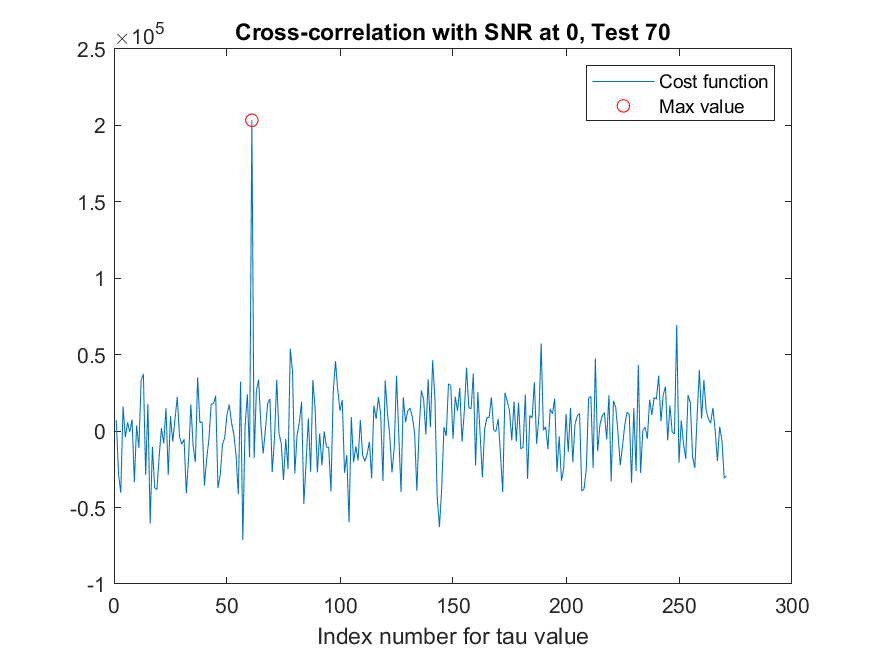 Cross-correlation with SNR at 0, Test 70
×10^5
2.5
2
1.5
1
0.5
0
-0.5
-1
0 50 100 150 200 250 300
Index number for tau value
Cost function
Max value